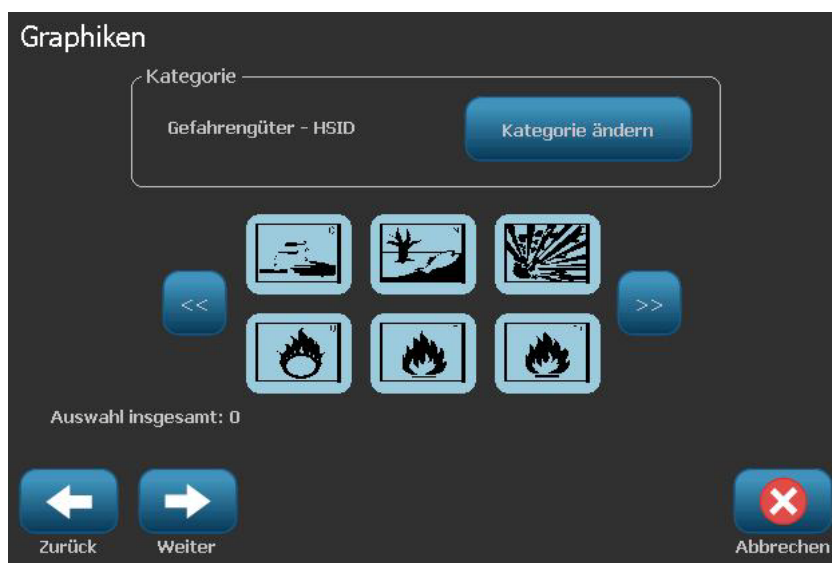 Graphiken
Kategorie
Gefahrengüter - HSID
Kategorie ändern
<<
>>
Auswahl insgesamt: 0
Zurück
Weiter
Abbrechen